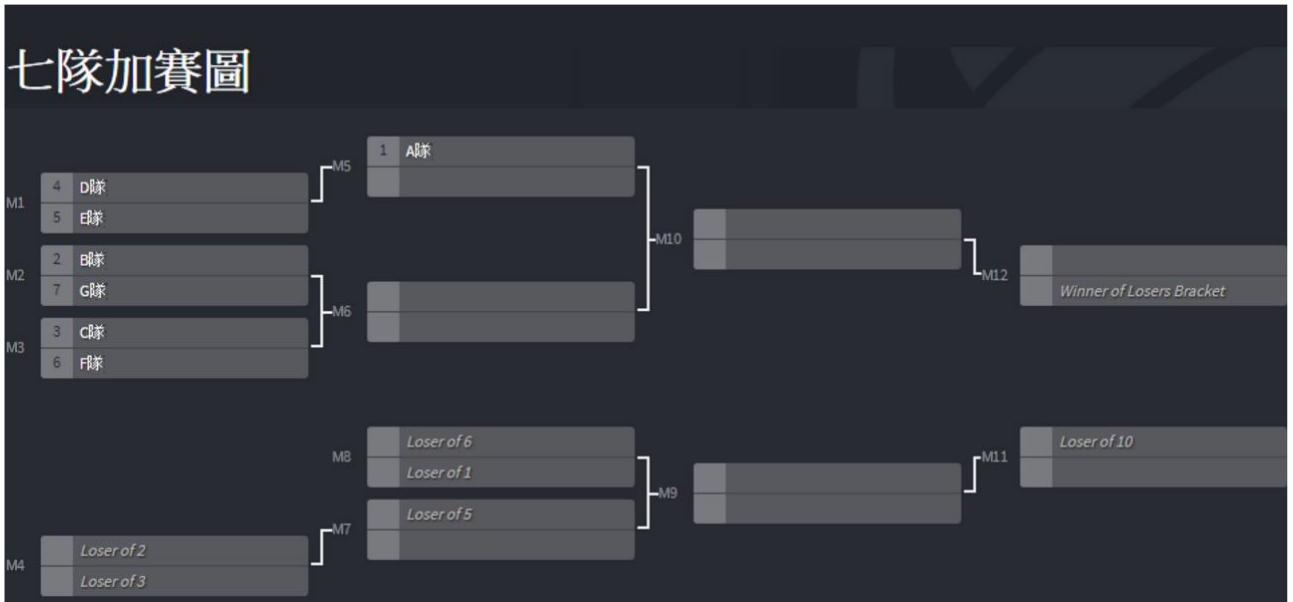 七隊加賽圖
M1
4 D隊
5 E隊
M2
2 B隊
7 G隊
M3
3 C隊
6 F隊
M5
1 A隊
M6
M10
M12
Winner of Losers Bracket
M8
Loser of 6
Loser of 1
M7
Loser of 5
M4
Loser of 2
Loser of 3
M9
M11
Loser of 10